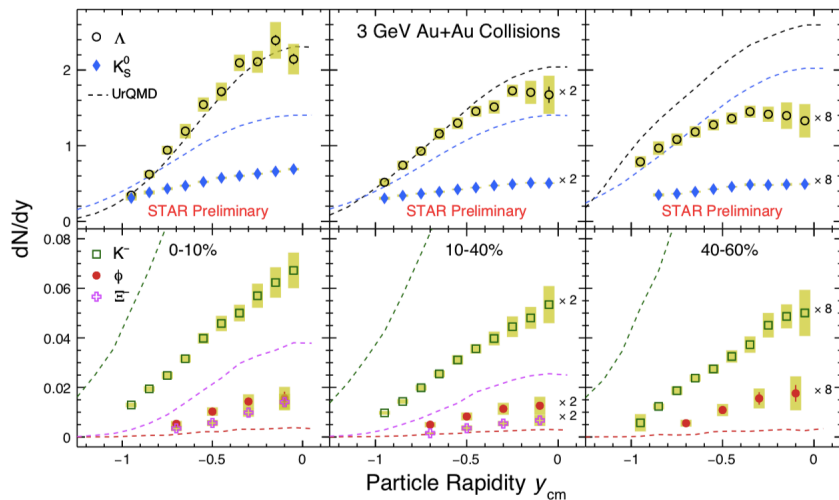 Λ
K⁰ₛ
UrQMD
3 GeV Au+Au Collisions
2
1
0
× 2
× 8
× 2
× 8
STAR Preliminary
STAR Preliminary
STAR Preliminary
dN/dy
0.08
0.06
0.04
0.02
0
K⁻
ϕ
Ξ⁻
0-10%
10-40%
40-60%
× 2
× 8
× 2
× 2
× 8
−1 −0.5 0
−1 −0.5 0
−1 −0.5 0
Particle Rapidity y_cm